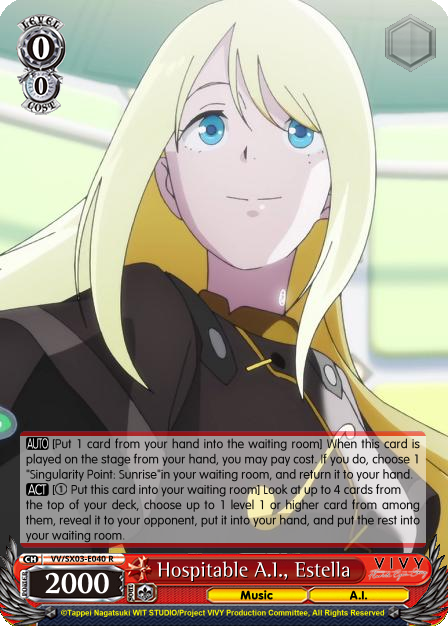 LEVEL
0
0
COST
AUTO [Put 1 card from your hand into the waiting room] When this card is
played on the stage from your hand, you may pay cost. If you do, choose 1
"Singularity Point: Sunrise"in your waiting room, and return it to your hand.
ACT [① Put this card into your waiting room] Look at up to 4 cards from
the top of your deck, choose up to 1 level 1 or higher card from among
them, reveal it to your opponent, put it into your hand, and put the rest into
your waiting room.
CH VV/SX03-E040 R
POWER 2000 SOUL
Hospitable A.I., Estella
VIVY
Music
A.I.
©Tappei Nagatsuki WIT STUDIO/Project VIVY Production Committee, All Rights Reserved